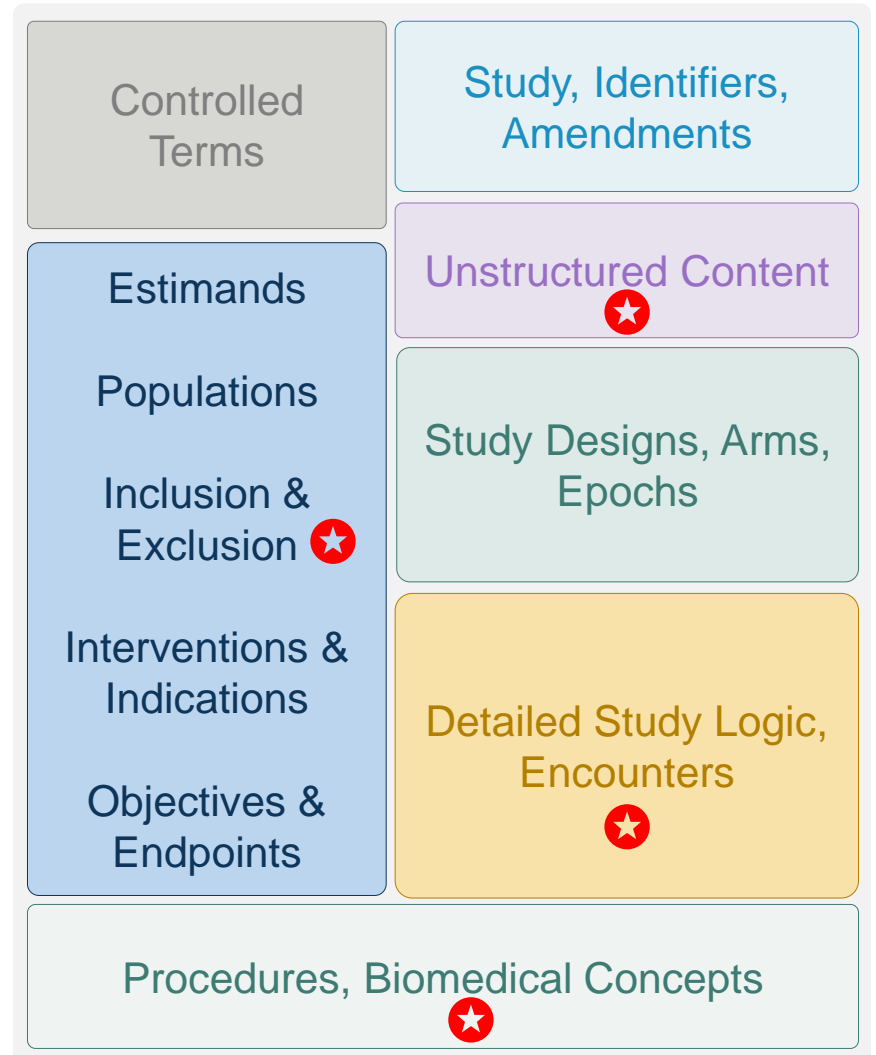 Controlled
Terms
Study, Identifiers,
Amendments
Unstructured Content
Estimands
Populations
Inclusion &
Exclusion
Interventions &
Indications
Objectives &
Endpoints
Study Designs, Arms,
Epochs
Detailed Study Logic,
Encounters
Procedures, Biomedical Concepts